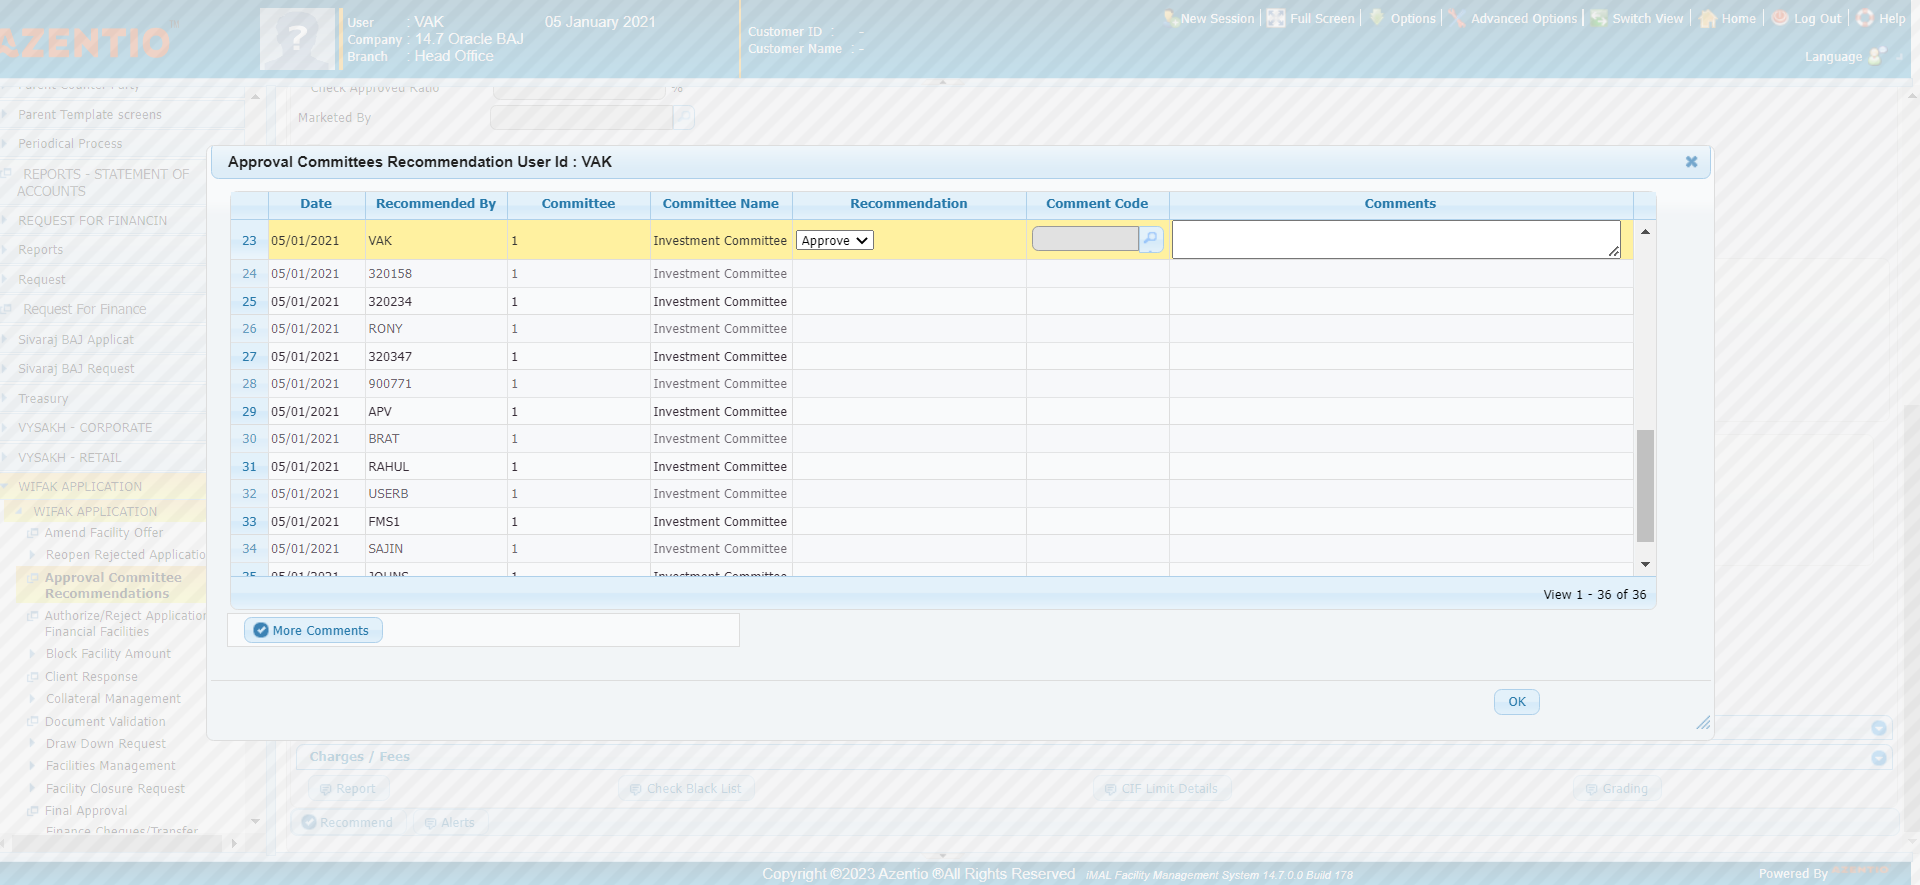 AZENTIO
User : VAK
Company : 14.7 Oracle BAJ
Branch : Head Office
05 January 2021
Customer ID : -
Customer Name : -
New Session
Full Screen
Options
Advanced Options
Switch View
Home
Log Out
Help
Language
Parent Counter Party
Parent Template screens
Periodical Process
REPORTS - STATEMENT OF
ACCOUNTS
REQUEST FOR FINANCIN
Reports
Request
Request For Finance
Sivaraj BAJ Applicat
Sivaraj BAJ Request
Treasury
VYSAKH - CORPORATE
VYSAKH - RETAIL
WIFAK APPLICATION
WIFAK APPLICATION
Amend Facility Offer
Reopen Rejected Applicatio
Approval Committee
Recommendations
Authorize/Reject Application
Financial Facilities
Block Facility Amount
Client Response
Collateral Management
Document Validation
Draw Down Request
Facilities Management
Facility Closure Request
Final Approval
Finance Cheques/Transfer
Check Approved Ratio %
Marketed By
Approval Committees Recommendation User Id : VAK
Date Recommended By Committee Committee Name Recommendation Comment Code Comments
23 05/01/2021 VAK 1 Investment Committee Approve
24 05/01/2021 320158 1 Investment Committee
25 05/01/2021 320234 1 Investment Committee
26 05/01/2021 RONY 1 Investment Committee
27 05/01/2021 320347 1 Investment Committee
28 05/01/2021 900771 1 Investment Committee
29 05/01/2021 APV 1 Investment Committee
30 05/01/2021 BRAT 1 Investment Committee
31 05/01/2021 RAHUL 1 Investment Committee
32 05/01/2021 USERB 1 Investment Committee
33 05/01/2021 FMS1 1 Investment Committee
34 05/01/2021 SAJIN 1 Investment Committee
35 05/01/2021 JOHNS 1 Investment Committee
View 1 - 36 of 36
More Comments
OK
Charges / Fees
Report
Check Black List
CIF Limit Details
Grading
Recommend
Alerts
Copyright ©2023 Azentio ®All Rights Reserved iMAL Facility Management System 14.7.0.0 Build 178
Powered By AZENTIO